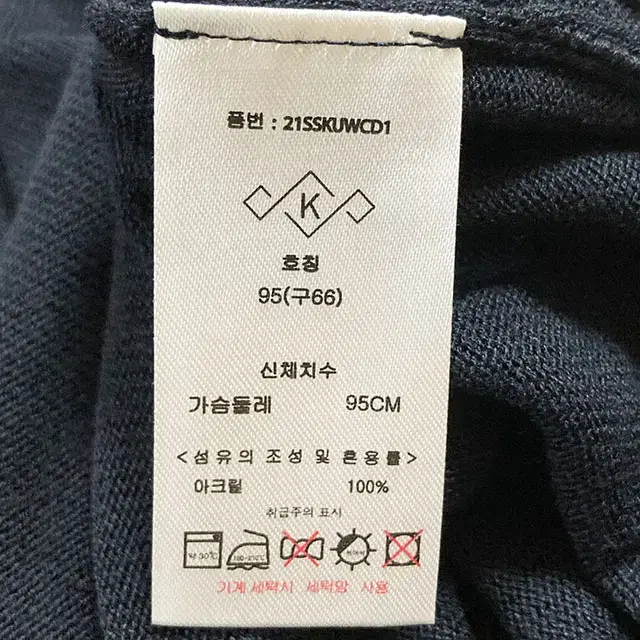 품번 : 21SSKUWCD1
K
호칭
95(구66)
신체치수
가슴둘레 95CM
<섬유의 조성 및 혼용률>
아크릴 100%
취급주의 표시
약 30℃
기계 세탁시 세탁망 사용